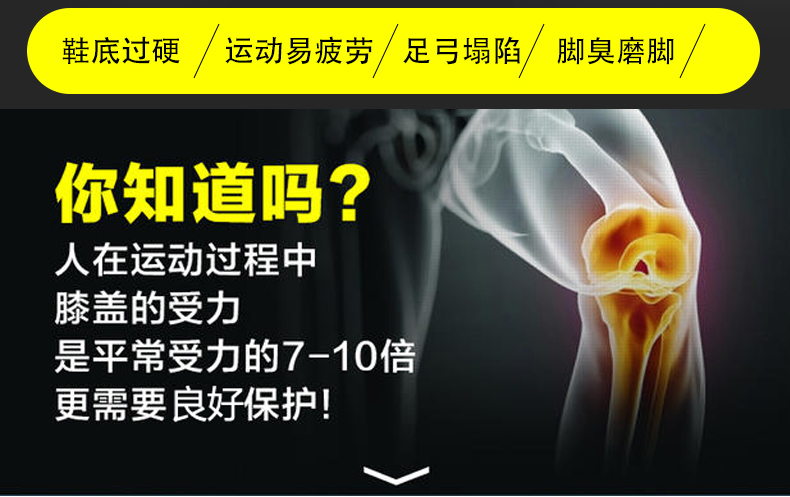 鞋底过硬 / 运动易疲劳 / 足弓塌陷 / 脚臭磨脚 /
你知道吗?
人在运动过程中
膝盖的受力
是平常受力的7-10倍
更需要良好保护!